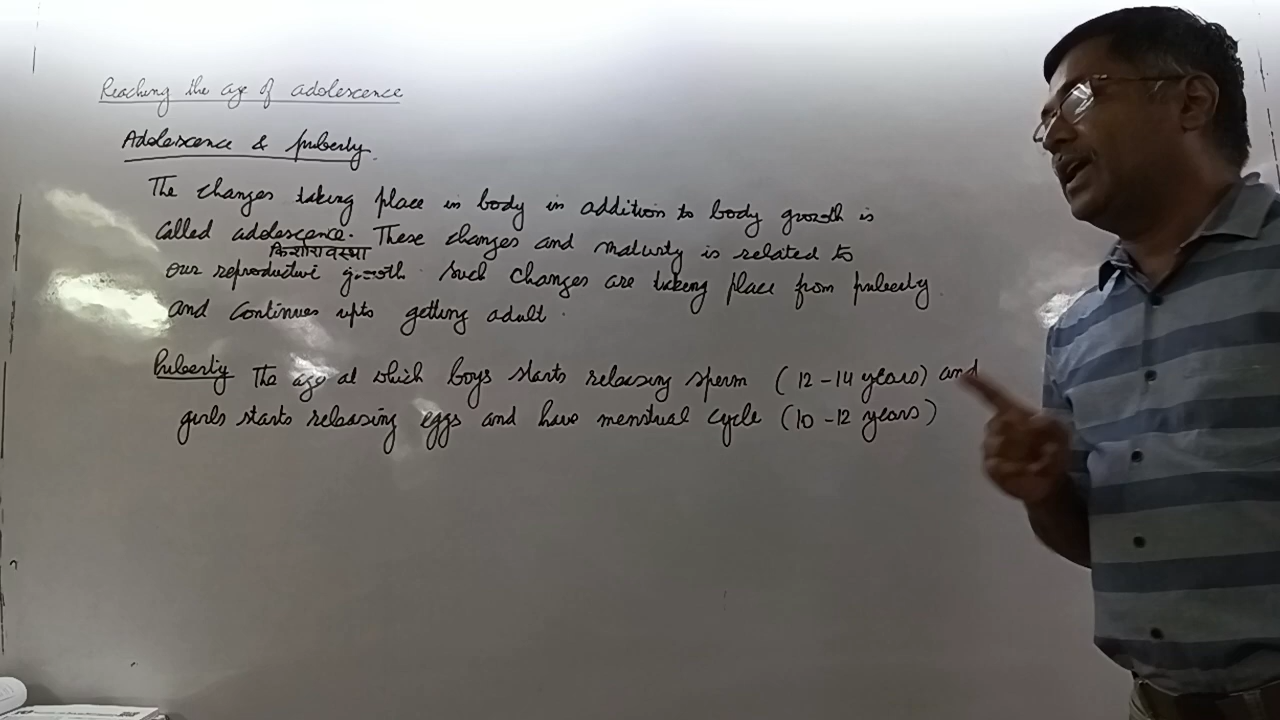 Reaching the age of adolescence
Adolescence & puberty.
The changes taking place in body in addition to body growth is
called adolescence. These changes and maturity is related to
किशोरावस्था
our reproductive growth. Such changes are taking place from puberty.
and continues upto getting adult.
Puberty The age at which boys starts releasing sperm (12-14 years) and
girls starts releasing eggs and have menstrual cycle (10-12 years)